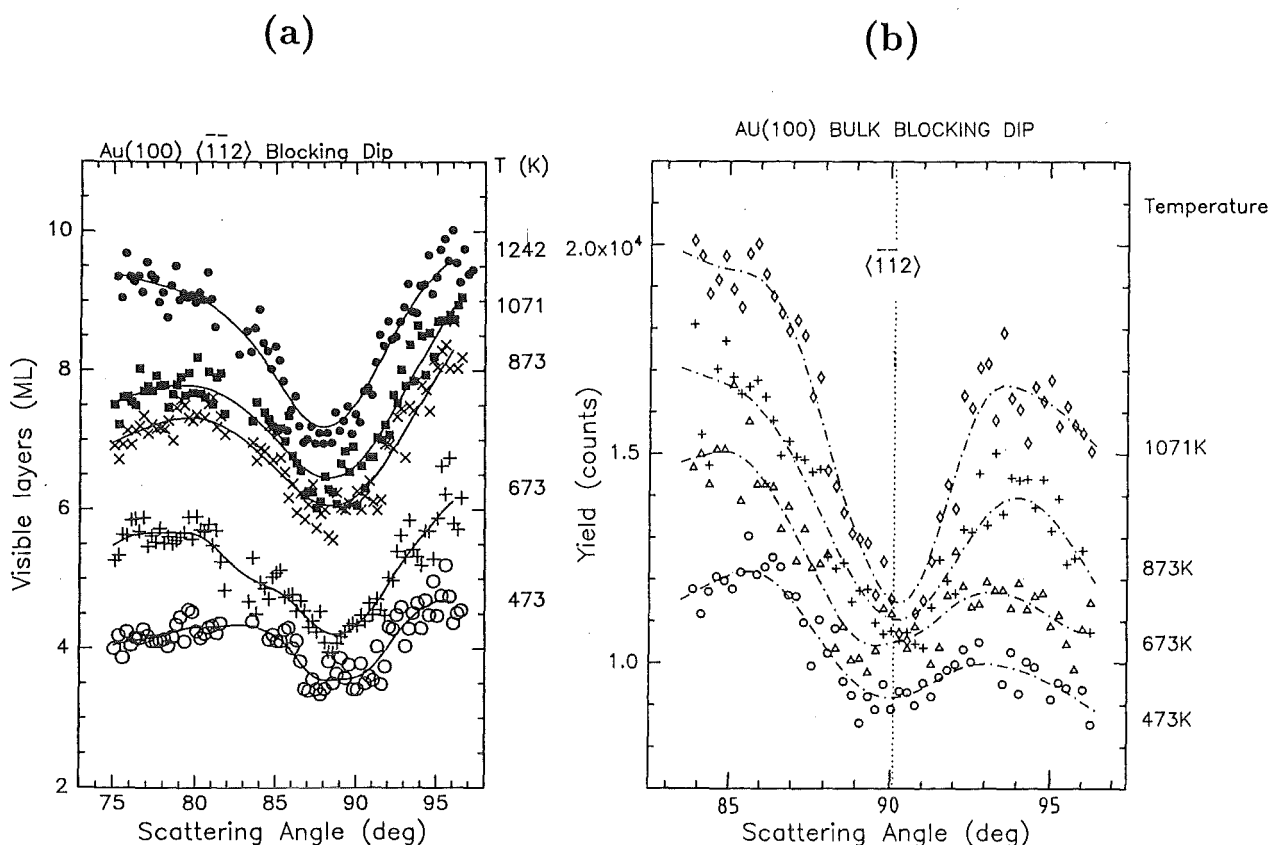 (a)
(b)
Au(100) ⟨1̅1̅2⟩ Blocking Dip
T (K)
10
8
6
4
2
1242
1071
873
673
473
Visible layers (ML)
75 80 85 90 95
Scattering Angle (deg)
AU(100) BULK BLOCKING DIP
Temperature
2.0x10⁴
1.5
1.0
⟨1̅1̅2⟩
1071K
873K
673K
473K
Yield (counts)
85 90 95
Scattering Angle (deg)